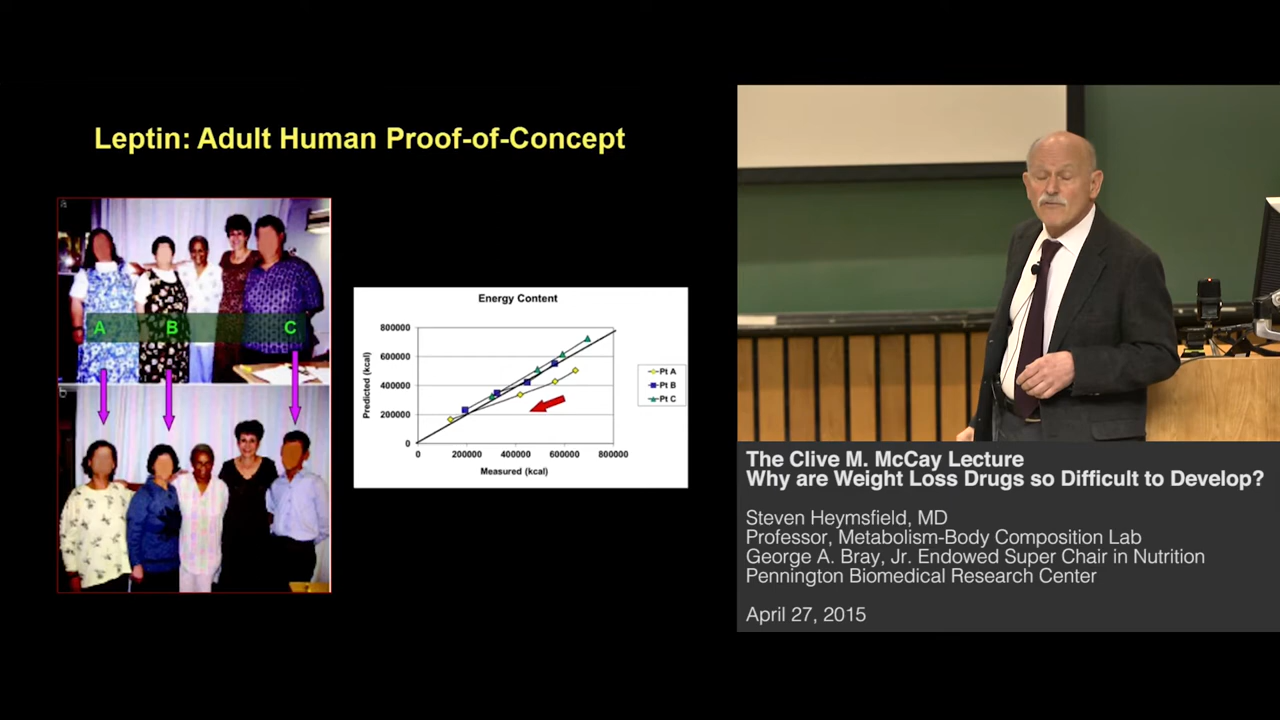 Leptin: Adult Human Proof-of-Concept
a
A B C
b
Energy Content
Predicted (kcal)
800000
600000
400000
200000
0
0 200000 400000 600000 800000
Measured (kcal)
Pt A
Pt B
Pt C
The Clive M. McCay Lecture
Why are Weight Loss Drugs so Difficult to Develop?
Steven Heymsfield, MD
Professor, Metabolism-Body Composition Lab
George A. Bray, Jr. Endowed Super Chair in Nutrition
Pennington Biomedical Research Center
April 27, 2015